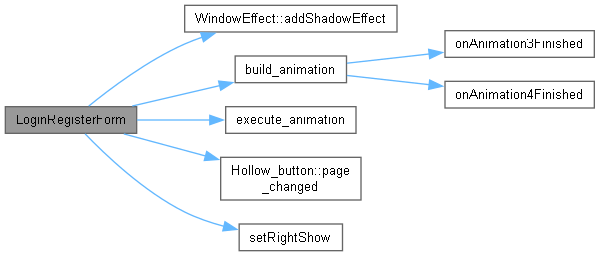 WindowEffect::addShadowEffect
onAnimation3Finished
build_animation
onAnimation4Finished
LoginRegisterForm
execute_animation
Hollow_button::page
_changed
setRightShow